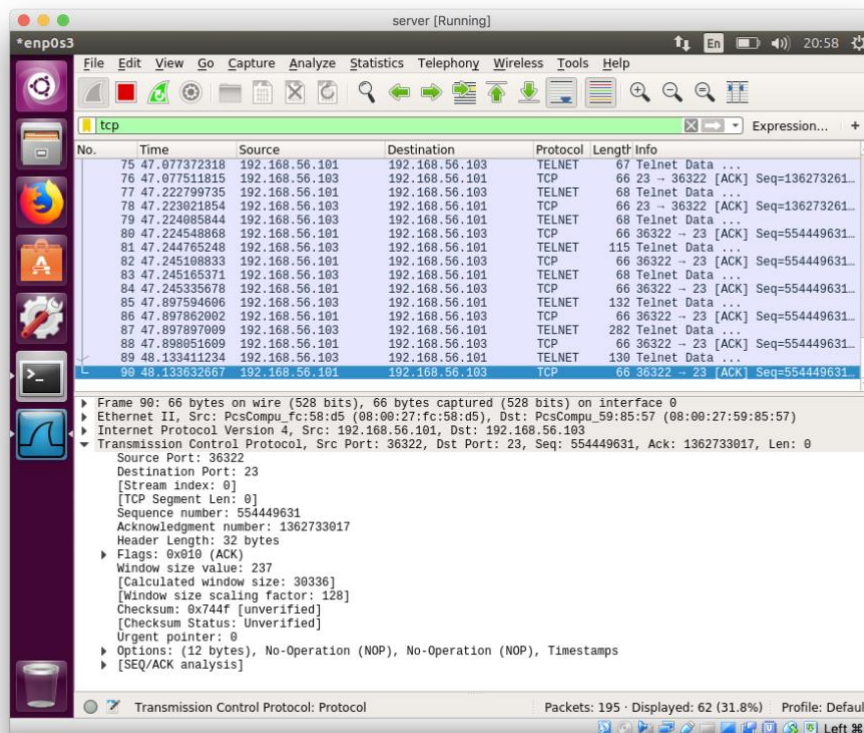 server [Running]
*enp0s3 En 20:58
File Edit View Go Capture Analyze Statistics Telephony Wireless Tools Help
tcp Expression... +
No. Time Source Destination Protocol Length Info
75 47.077372318 192.168.56.101 192.168.56.103 TELNET 67 Telnet Data ...
76 47.077511815 192.168.56.103 192.168.56.101 TCP 66 23 → 36322 [ACK] Seq=136273261…
77 47.222799735 192.168.56.101 192.168.56.103 TELNET 68 Telnet Data ...
78 47.223021854 192.168.56.103 192.168.56.101 TCP 66 23 → 36322 [ACK] Seq=136273261…
79 47.224085844 192.168.56.103 192.168.56.101 TELNET 68 Telnet Data ...
80 47.224548868 192.168.56.101 192.168.56.103 TCP 66 36322 → 23 [ACK] Seq=554449631…
81 47.244765248 192.168.56.103 192.168.56.101 TELNET 115 Telnet Data ...
82 47.245108833 192.168.56.101 192.168.56.103 TCP 66 36322 → 23 [ACK] Seq=554449631…
83 47.245165371 192.168.56.103 192.168.56.101 TELNET 68 Telnet Data ...
84 47.245335678 192.168.56.101 192.168.56.103 TCP 66 36322 → 23 [ACK] Seq=554449631…
85 47.897594606 192.168.56.103 192.168.56.101 TELNET 132 Telnet Data ...
86 47.897862002 192.168.56.101 192.168.56.103 TCP 66 36322 → 23 [ACK] Seq=554449631…
87 47.897897009 192.168.56.103 192.168.56.101 TELNET 282 Telnet Data ...
88 47.898051609 192.168.56.101 192.168.56.103 TCP 66 36322 → 23 [ACK] Seq=554449631…
89 48.133411234 192.168.56.103 192.168.56.101 TELNET 130 Telnet Data ...
90 48.133632667 192.168.56.101 192.168.56.103 TCP 66 36322 → 23 [ACK] Seq=554449631…
Frame 90: 66 bytes on wire (528 bits), 66 bytes captured (528 bits) on interface 0
Ethernet II, Src: PcsCompu_fc:58:d5 (08:00:27:fc:58:d5), Dst: PcsCompu_59:85:57 (08:00:27:59:85:57)
Internet Protocol Version 4, Src: 192.168.56.101, Dst: 192.168.56.103
Transmission Control Protocol, Src Port: 36322, Dst Port: 23, Seq: 554449631, Ack: 1362733017, Len: 0
Source Port: 36322
Destination Port: 23
[Stream index: 0]
[TCP Segment Len: 0]
Sequence number: 554449631
Acknowledgment number: 1362733017
Header Length: 32 bytes
Flags: 0x010 (ACK)
Window size value: 237
[Calculated window size: 30336]
[Window size scaling factor: 128]
Checksum: 0x744f [unverified]
[Checksum Status: Unverified]
Urgent pointer: 0
Options: (12 bytes), No-Operation (NOP), No-Operation (NOP), Timestamps
[SEQ/ACK analysis]
Transmission Control Protocol: Protocol Packets: 195 · Displayed: 62 (31.8%) Profile: Defaul
Left ⌘